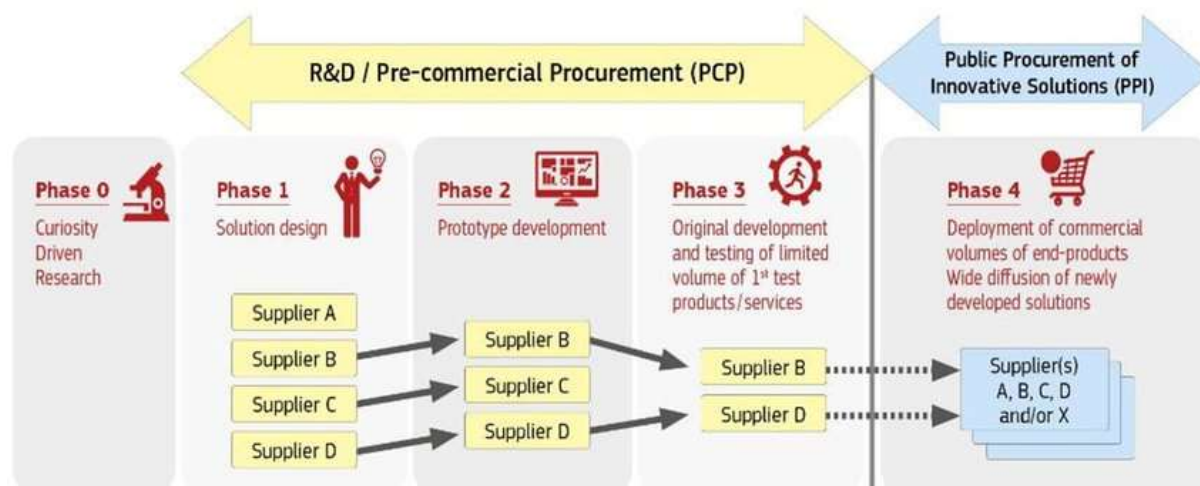 R&D / Pre-commercial Procurement (PCP)
Public Procurement of
Innovative Solutions (PPI)
Phase 0
Curiosity
Driven
Research
Phase 1
Solution design
Supplier A
Supplier B
Supplier C
Supplier D
Phase 2
Prototype development
Supplier B
Supplier C
Supplier D
Phase 3
Original development
and testing of limited
volume of 1st test
products/services
Supplier B
Supplier D
Phase 4
Deployment of commercial
volumes of end-products
Wide diffusion of newly
developed solutions
Supplier(s)
A, B, C, D
and/or X